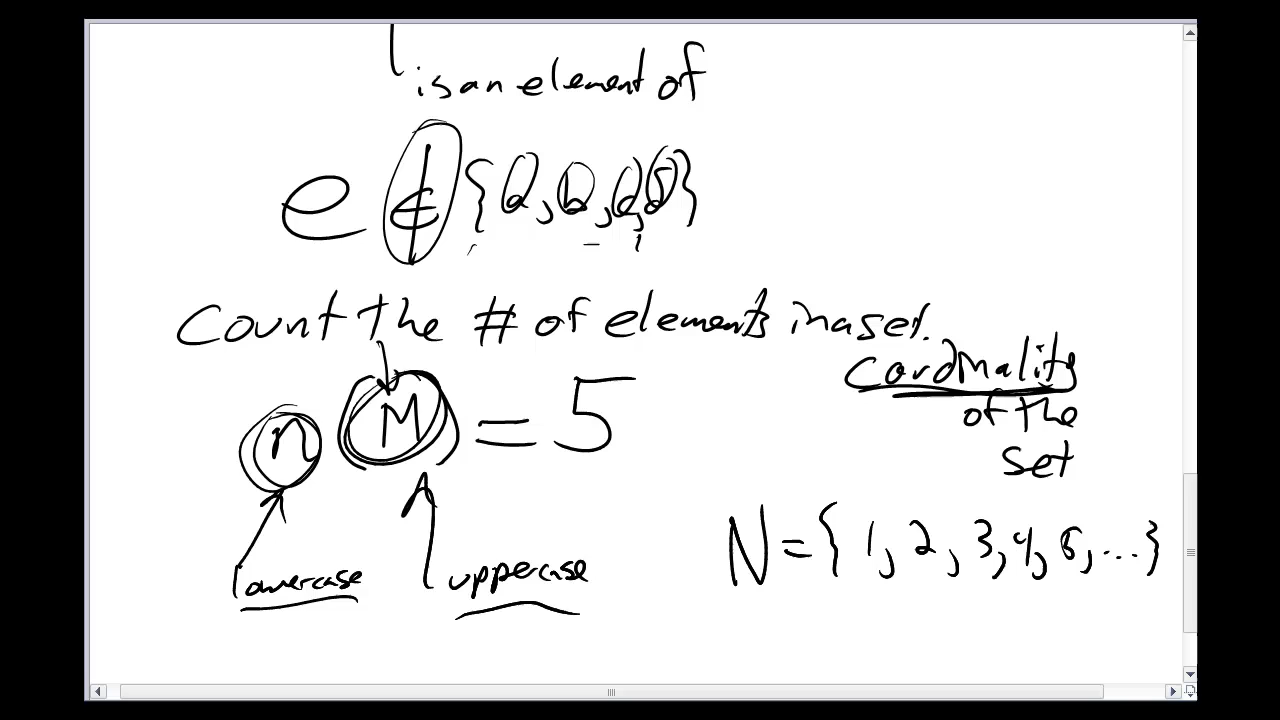 is an element of
e ∉ {a, b, c, d}
Count the # of elements in a set.
cardinality
of the
set
n(M) = 5
N = { 1, 2, 3, 4, 5, ... }
lowercase
uppercase